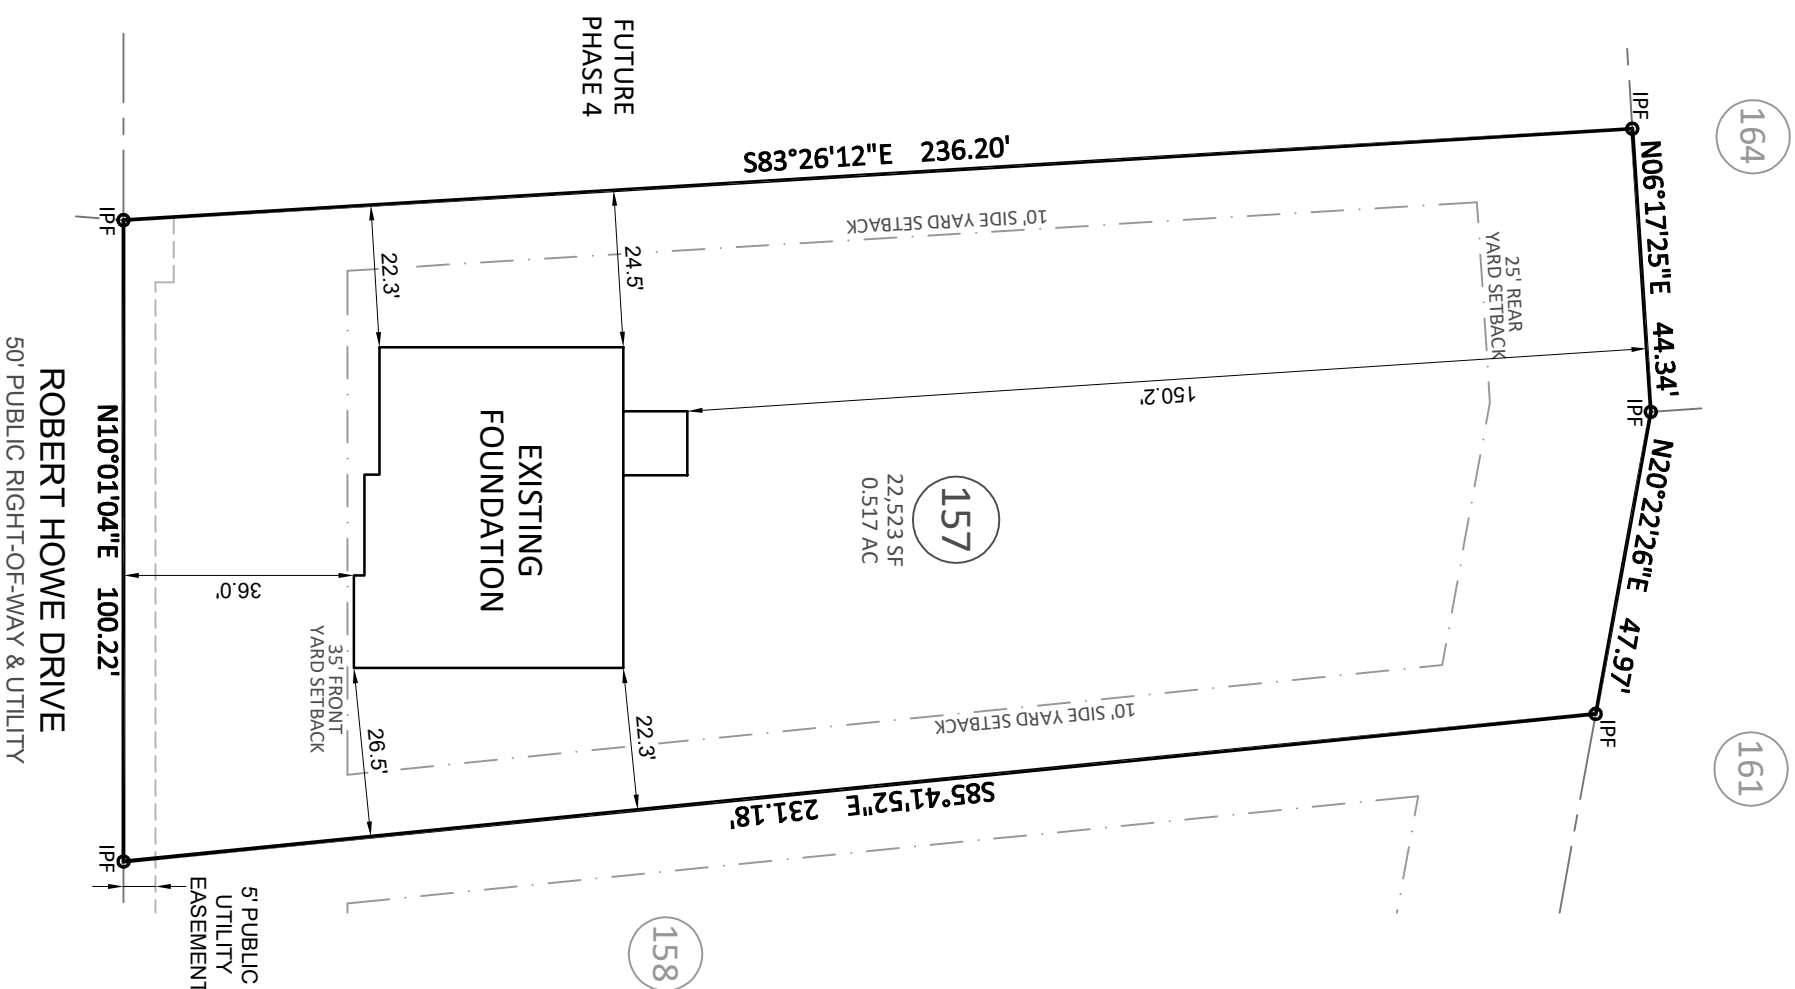 FUTURE
PHASE 4
164
IPF
N06°17'25"E 44.34'
S83°26'12"E 236.20'
10' SIDE YARD SETBACK
25' REAR
YARD SETBACK
IPF
22.3'
24.5'
150.2'
IPF
N20°22'26"E 47.97'
EXISTING
FOUNDATION
157
22,523 SF
0.517 AC
ROBERT HOWE DRIVE
50' PUBLIC RIGHT-OF-WAY & UTILITY
N10°01'04"E 100.22'
36.0'
35' FRONT
YARD SETBACK
26.5'
22.3'
10' SIDE YARD SETBACK
S85°41'52"E 231.18'
IPF
161
IPF
5' PUBLIC
UTILITY
EASEMENT
158